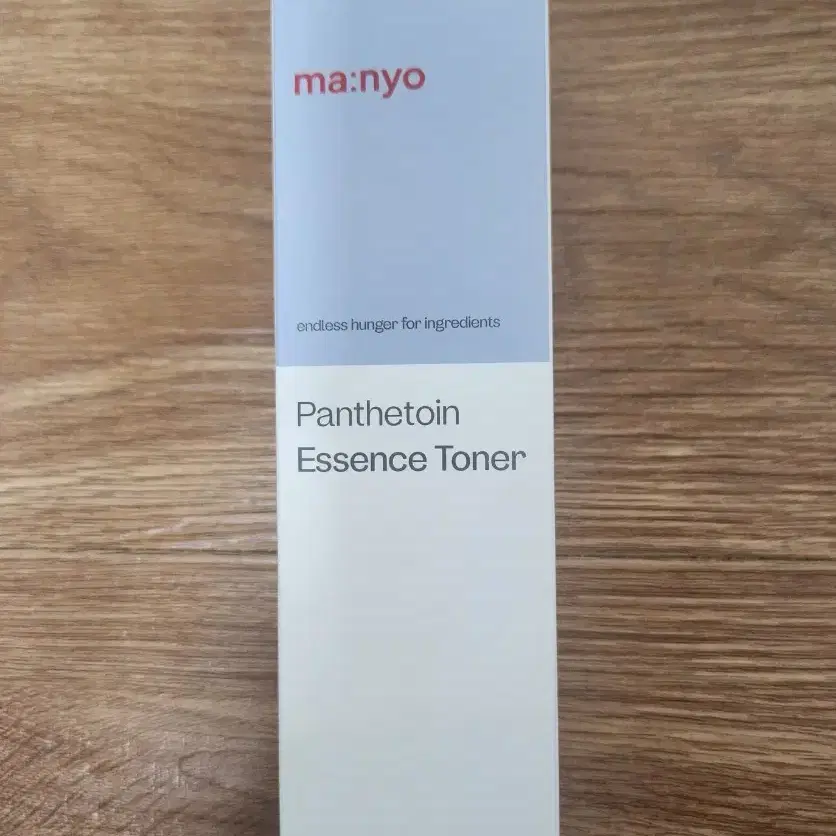 ma:nyo
endless hunger for ingredients
Panthetoin
Essence Toner